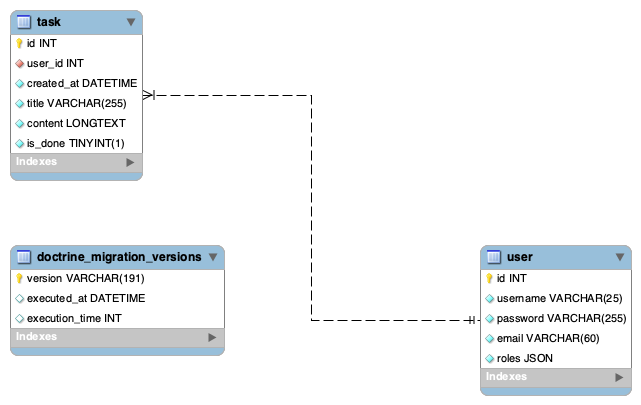 task
id INT
user_id INT
created_at DATETIME
title VARCHAR(255)
content LONGTEXT
is_done TINYINT(1)
Indexes
doctrine_migration_versions
version VARCHAR(191)
executed_at DATETIME
execution_time INT
Indexes
user
id INT
username VARCHAR(25)
password VARCHAR(255)
email VARCHAR(60)
roles JSON
Indexes